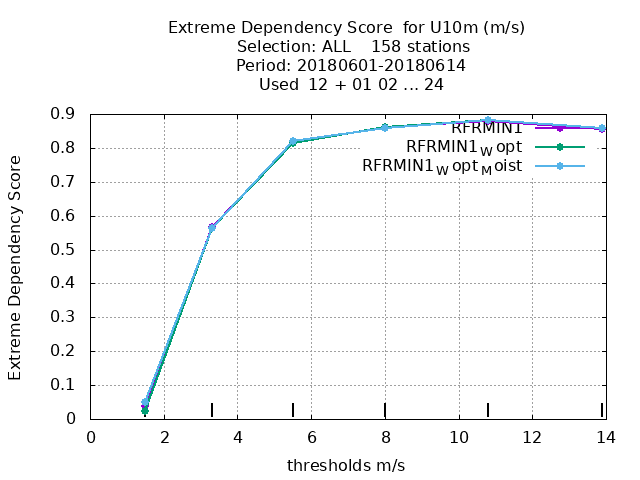 Extreme Dependency Score  for U10m (m/s)
Selection: ALL    158 stations
Period: 20180601-20180614
Used  12 + 01 02 ... 24
RFRMIN1
RFRMIN1_Wopt
RFRMIN1_Wopt_Moist
Extreme Dependency Score
0.9
0.8
0.7
0.6
0.5
0.4
0.3
0.2
0.1
0
0 2 4 6 8 10 12 14
thresholds m/s